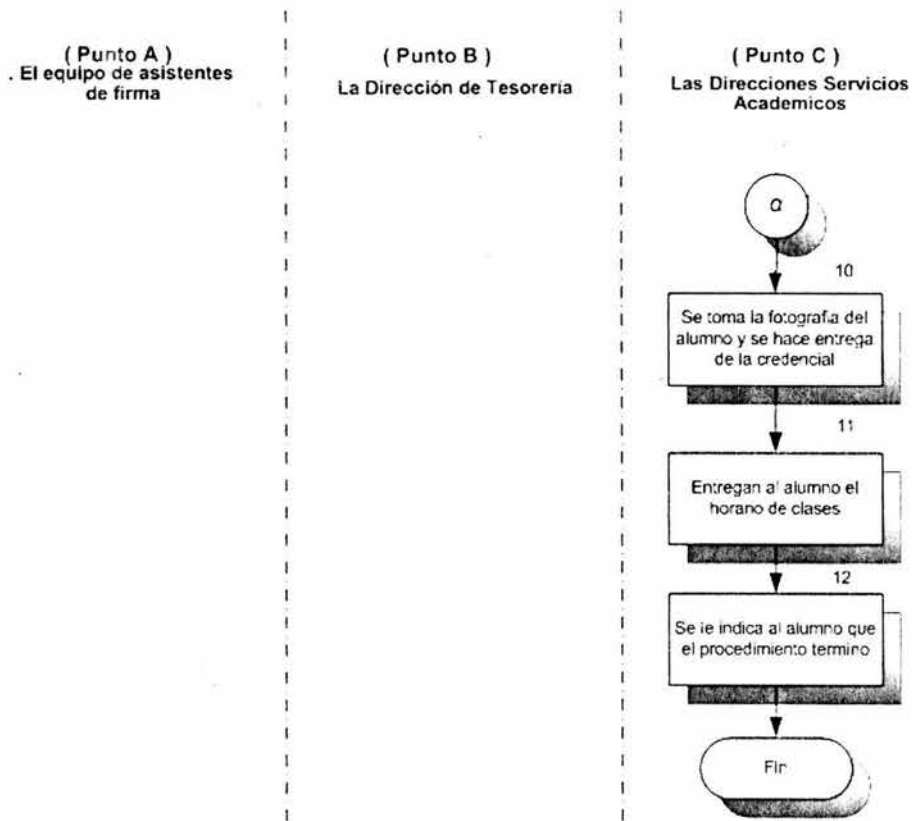 ( Punto A )
. El equipo de asistentes
de firma
( Punto B )
La Dirección de Tesorería
( Punto C )
Las Direcciones Servicios
Academicos
a
10
Se toma la fotografia del
alumno y se hace entrega
de la credencial
11
Entregan al alumno el
horario de clases
12
Se le indica al alumno que
el procedimiento termino
Fin